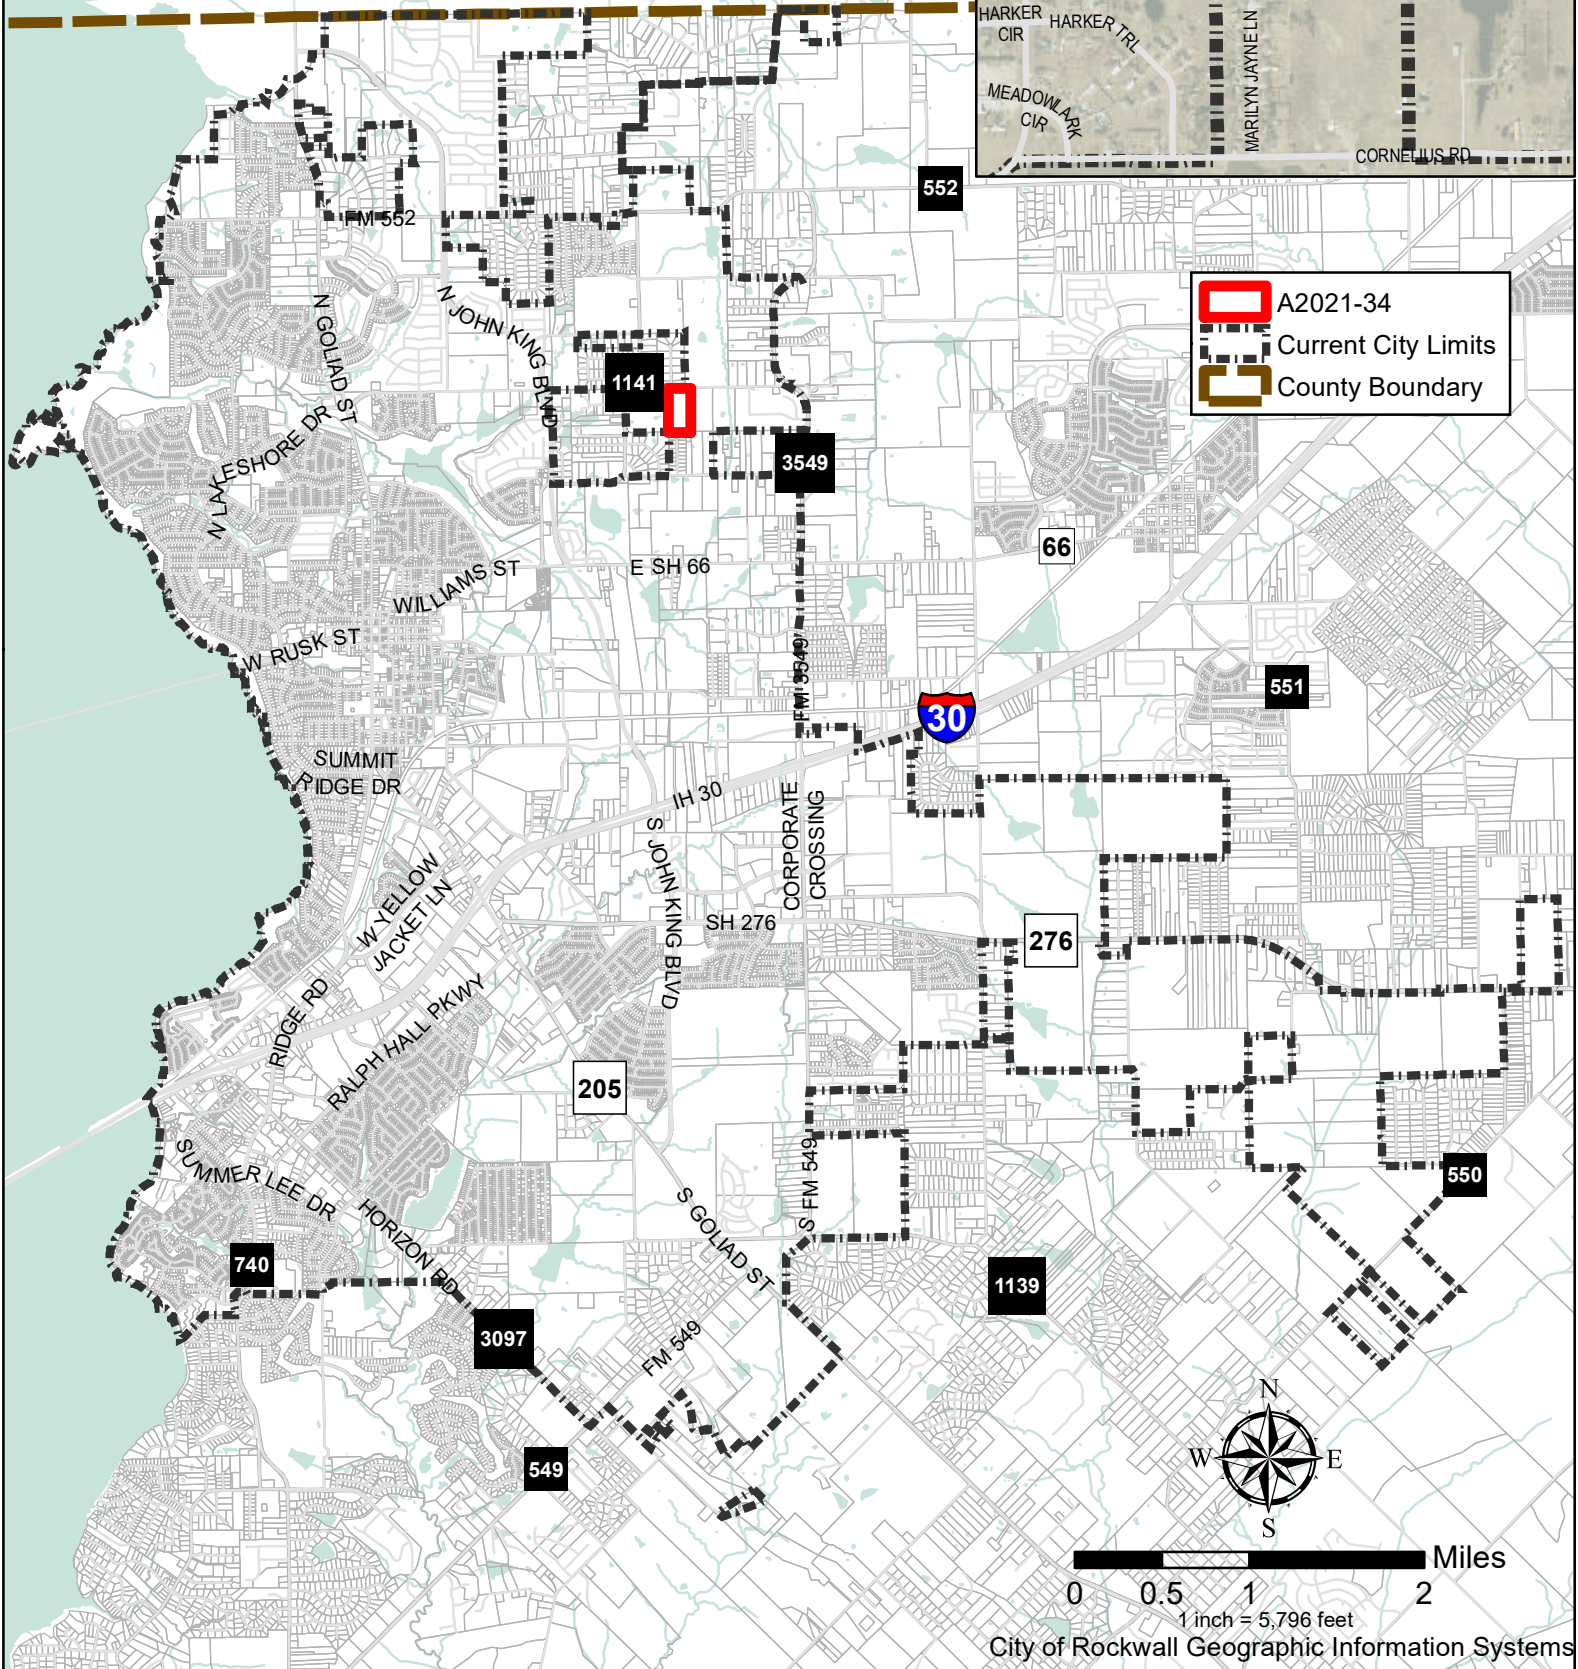 HARKER
CIR
HARKER TRL
MARILYN JAYNE LN
MEADOWLARK
CIR
CORNELIUS RD
552
FM 552
A2021-34
Current City Limits
County Boundary
N GOLIAD ST
N JOHN KING BLVD
1141
N LAKESHORE DR
3549
66
E SH 66
WILLIAMS ST
W RUSK ST
FM 3549
551
30
SUMMIT
RIDGE DR
IH 30
CORPORATE
CROSSING
S JOHN KING BLVD
W YELLOW
JACKET LN
SH 276
276
RIDGE RD
RALPH HALL PKWY
205
SUMMER LEE DR
S FM 549
550
HORIZON RD
S GOLIAD ST
740
1139
3097
FM 549
549
N
W
E
S
Miles
0 0.5 1 2
1 inch = 5,796 feet
City of Rockwall Geographic Information Systems